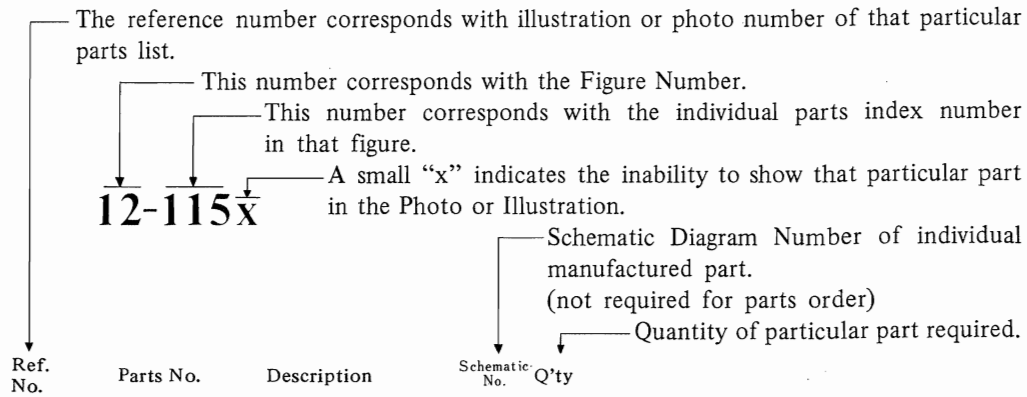 The reference number corresponds with illustration or photo number of that particular
parts list.
This number corresponds with the Figure Number.
This number corresponds with the individual parts index number
in that figure.
A small “x” indicates the inability to show that particular part
in the Photo or Illustration.
12-115x
Schematic Diagram Number of individual
manufactured part.
(not required for parts order)
Quantity of particular part required.
Ref.
No.
Parts No.
Description
Schematic
No.
Q'ty